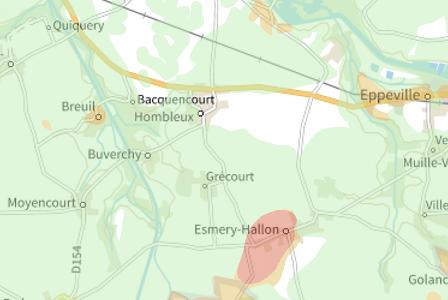 Quiquery
Bacquencourt
Eppeville
Breuil
Hombleux
Ve
Buverchy
Muille-V
Grécourt
Moyencourt
Ville
Esmery-Hallon
D154
Golanc